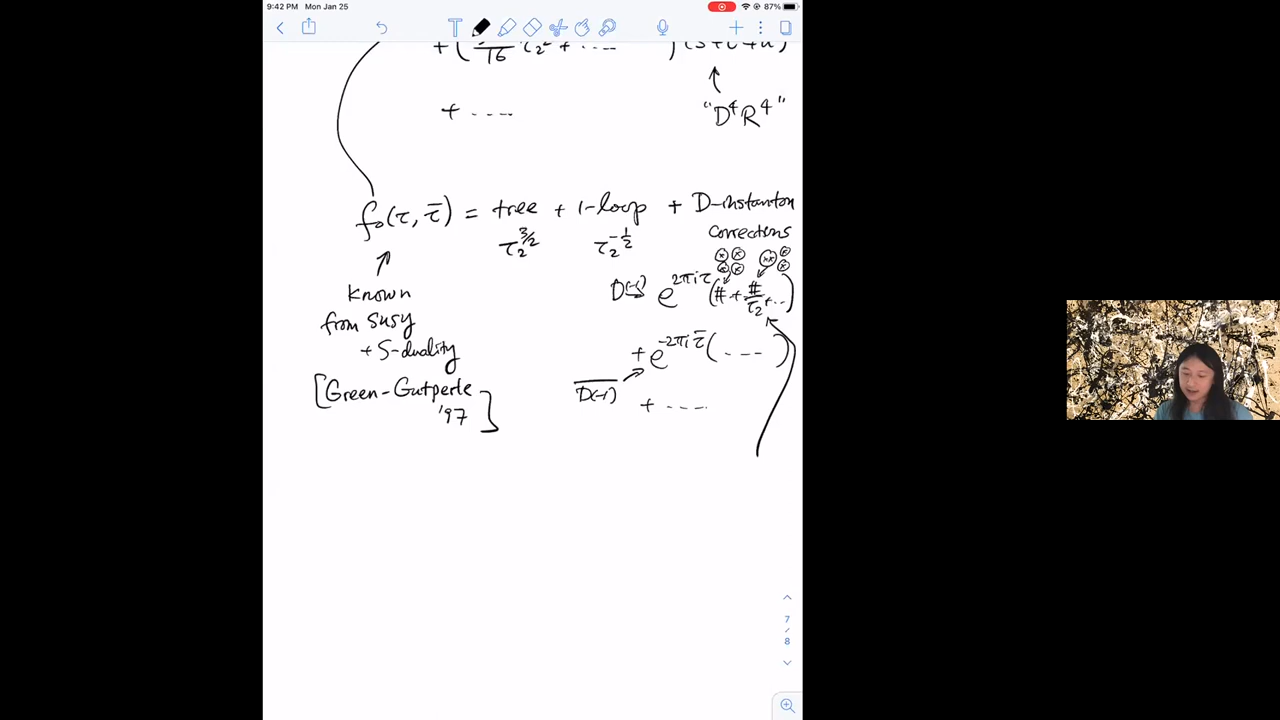 9:42 PM Mon Jan 25
87%
+ ....
"D⁴R⁴"
f₀(τ, τ̄) = tree + 1-loop + D-instanton
corrections
τ₂^{3/2} τ₂^{-1/2}
D(-1) e^{2πiτ} (# + #/τ₂ + ...)
known
from susy
+ S-duality
+ e^{-2πiτ̄} ( .... )
[Green-Gutperle
'97]
D̅(-1)
+ ....
7
/
8